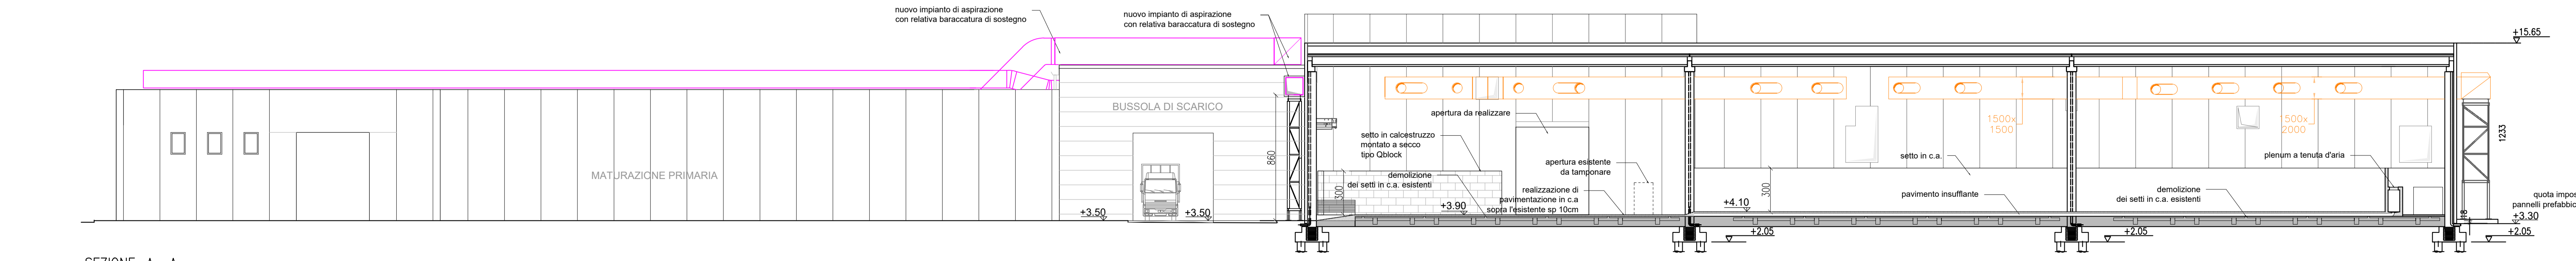 nuovo impianto di aspirazione
con relativa baraccatura di sostegno
nuovo impianto di aspirazione
con relativa baraccatura di sostegno
+15.65
BUSSOLA DI SCARICO
apertura da realizzare
1500x
1500
1500x
2000
1233
setto in calcestruzzo
montato a secco
tipo Qblock
860
apertura esistente
da tamponare
setto in c.a.
plenum a tenuta d'aria
MATURAZIONE PRIMARIA
demolizione
dei setti in c.a. esistenti
300
realizzazione di
pavimentazione in c.a
sopra l'esistente sp 10cm
300
pavimento insufflante
demolizione
dei setti in c.a. esistenti
quota impos
pannelli prefabbric
+3.50
+3.50
+3.90
+4.10
18
+3.30
+2.05
+2.05
+2.05
SEZIONE A - A